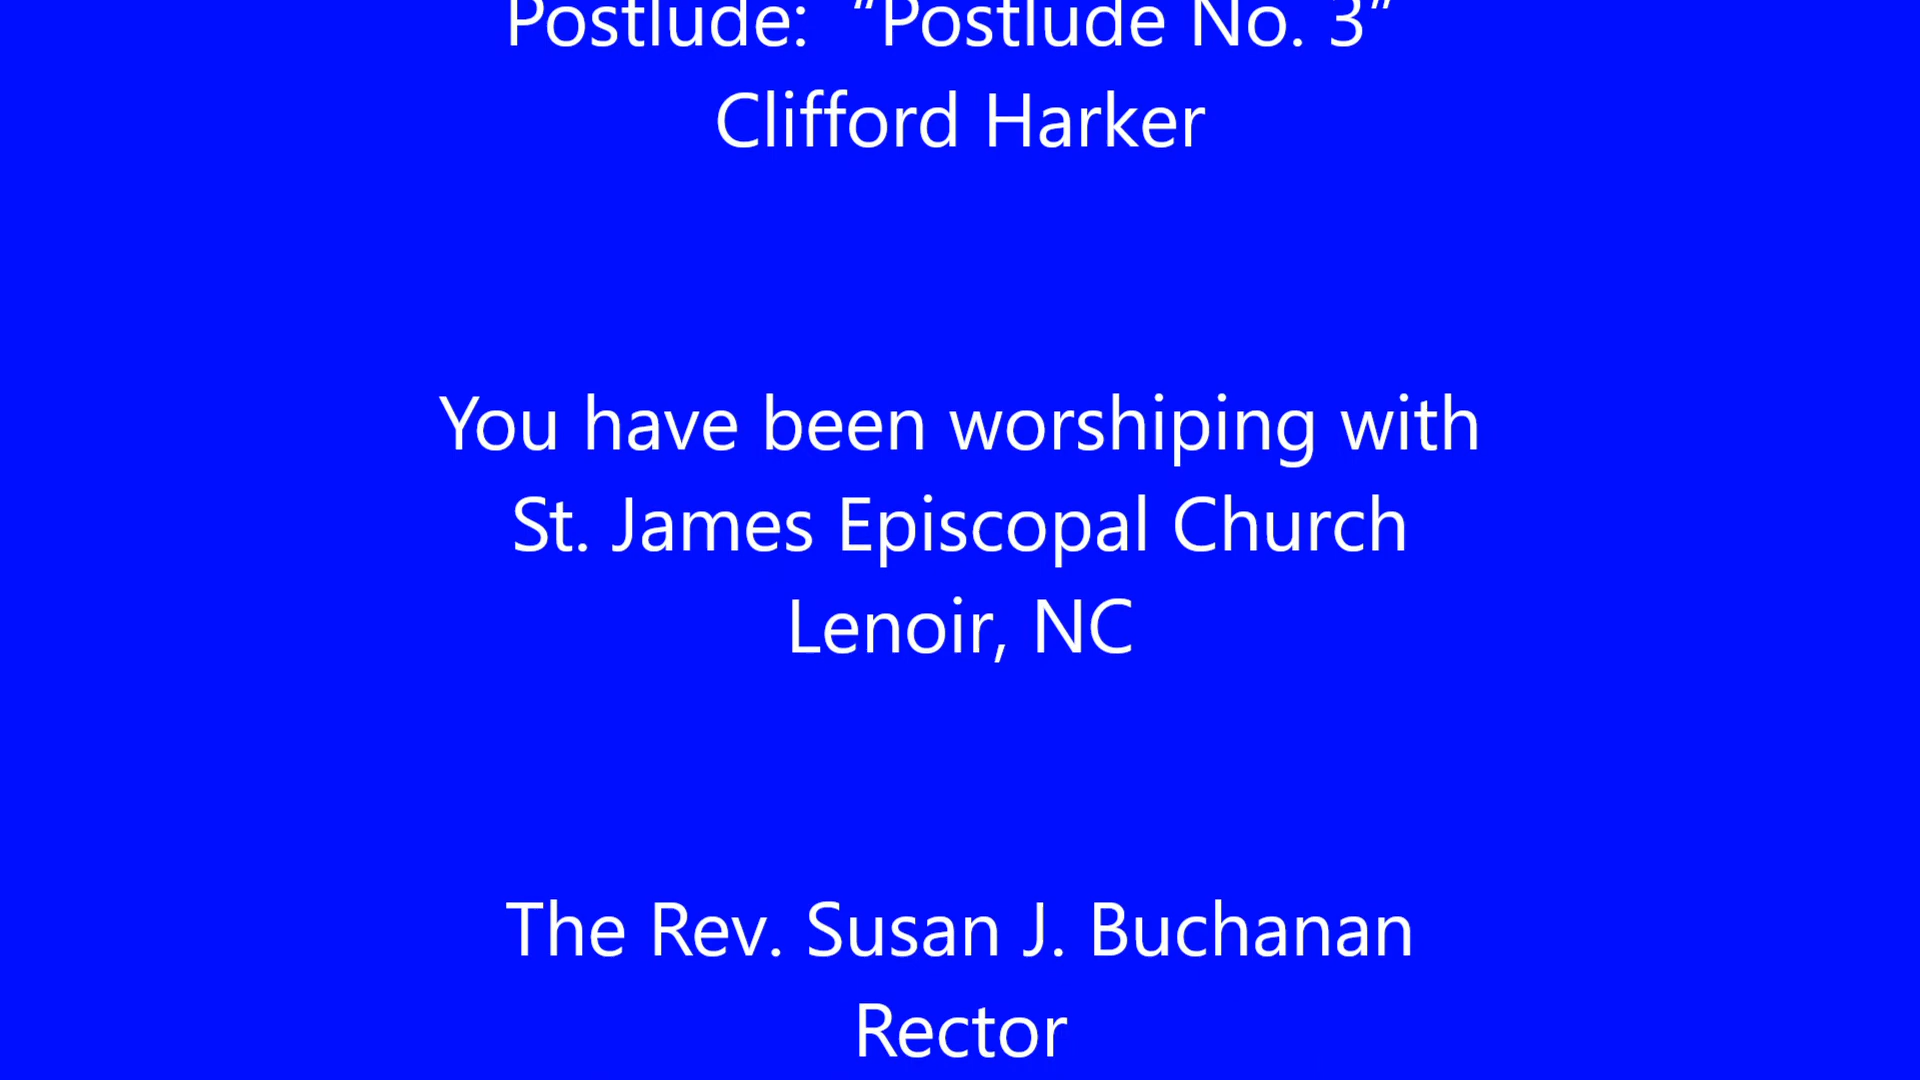 Postlude: “Postlude No. 3”
Clifford Harker
You have been worshiping with
St. James Episcopal Church
Lenoir, NC
The Rev. Susan J. Buchanan
Rector